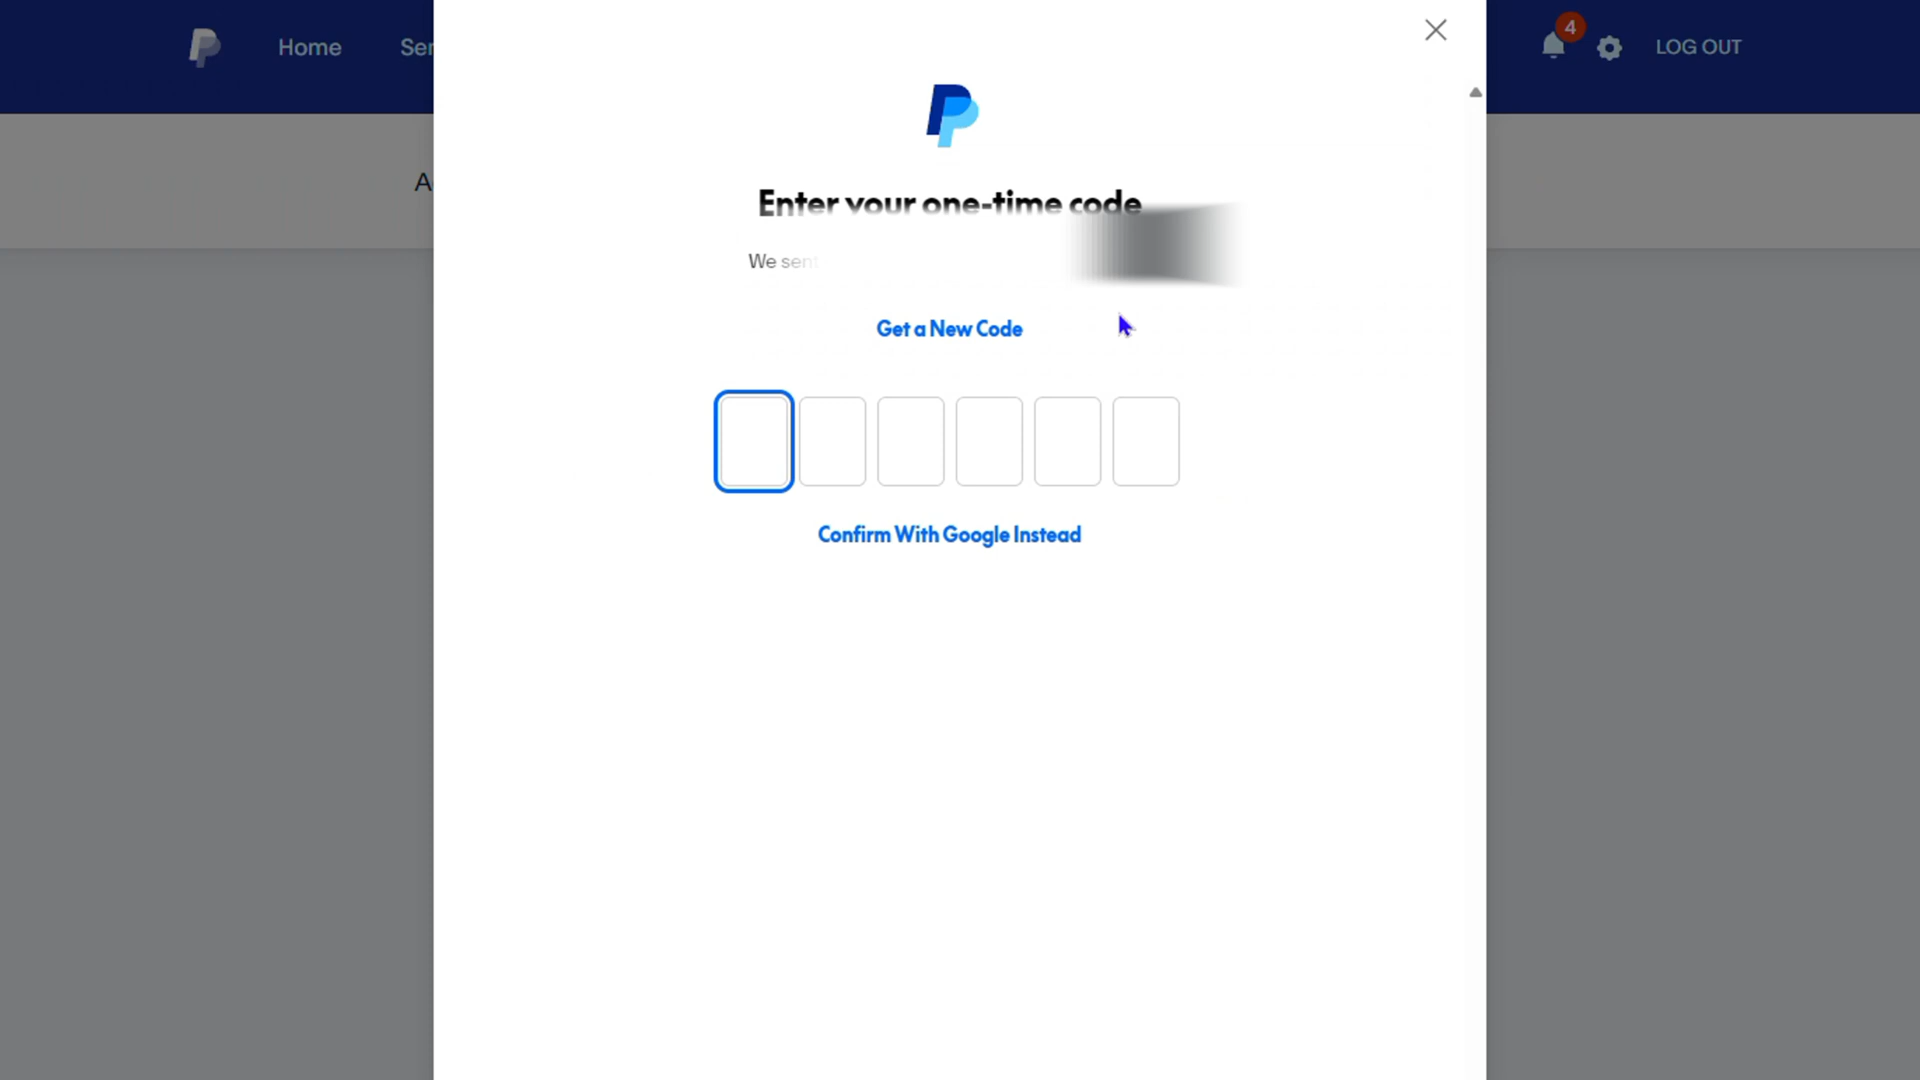 Home
4
LOG OUT
Enter your one-time code
We sent
Get a New Code
Confirm With Google Instead